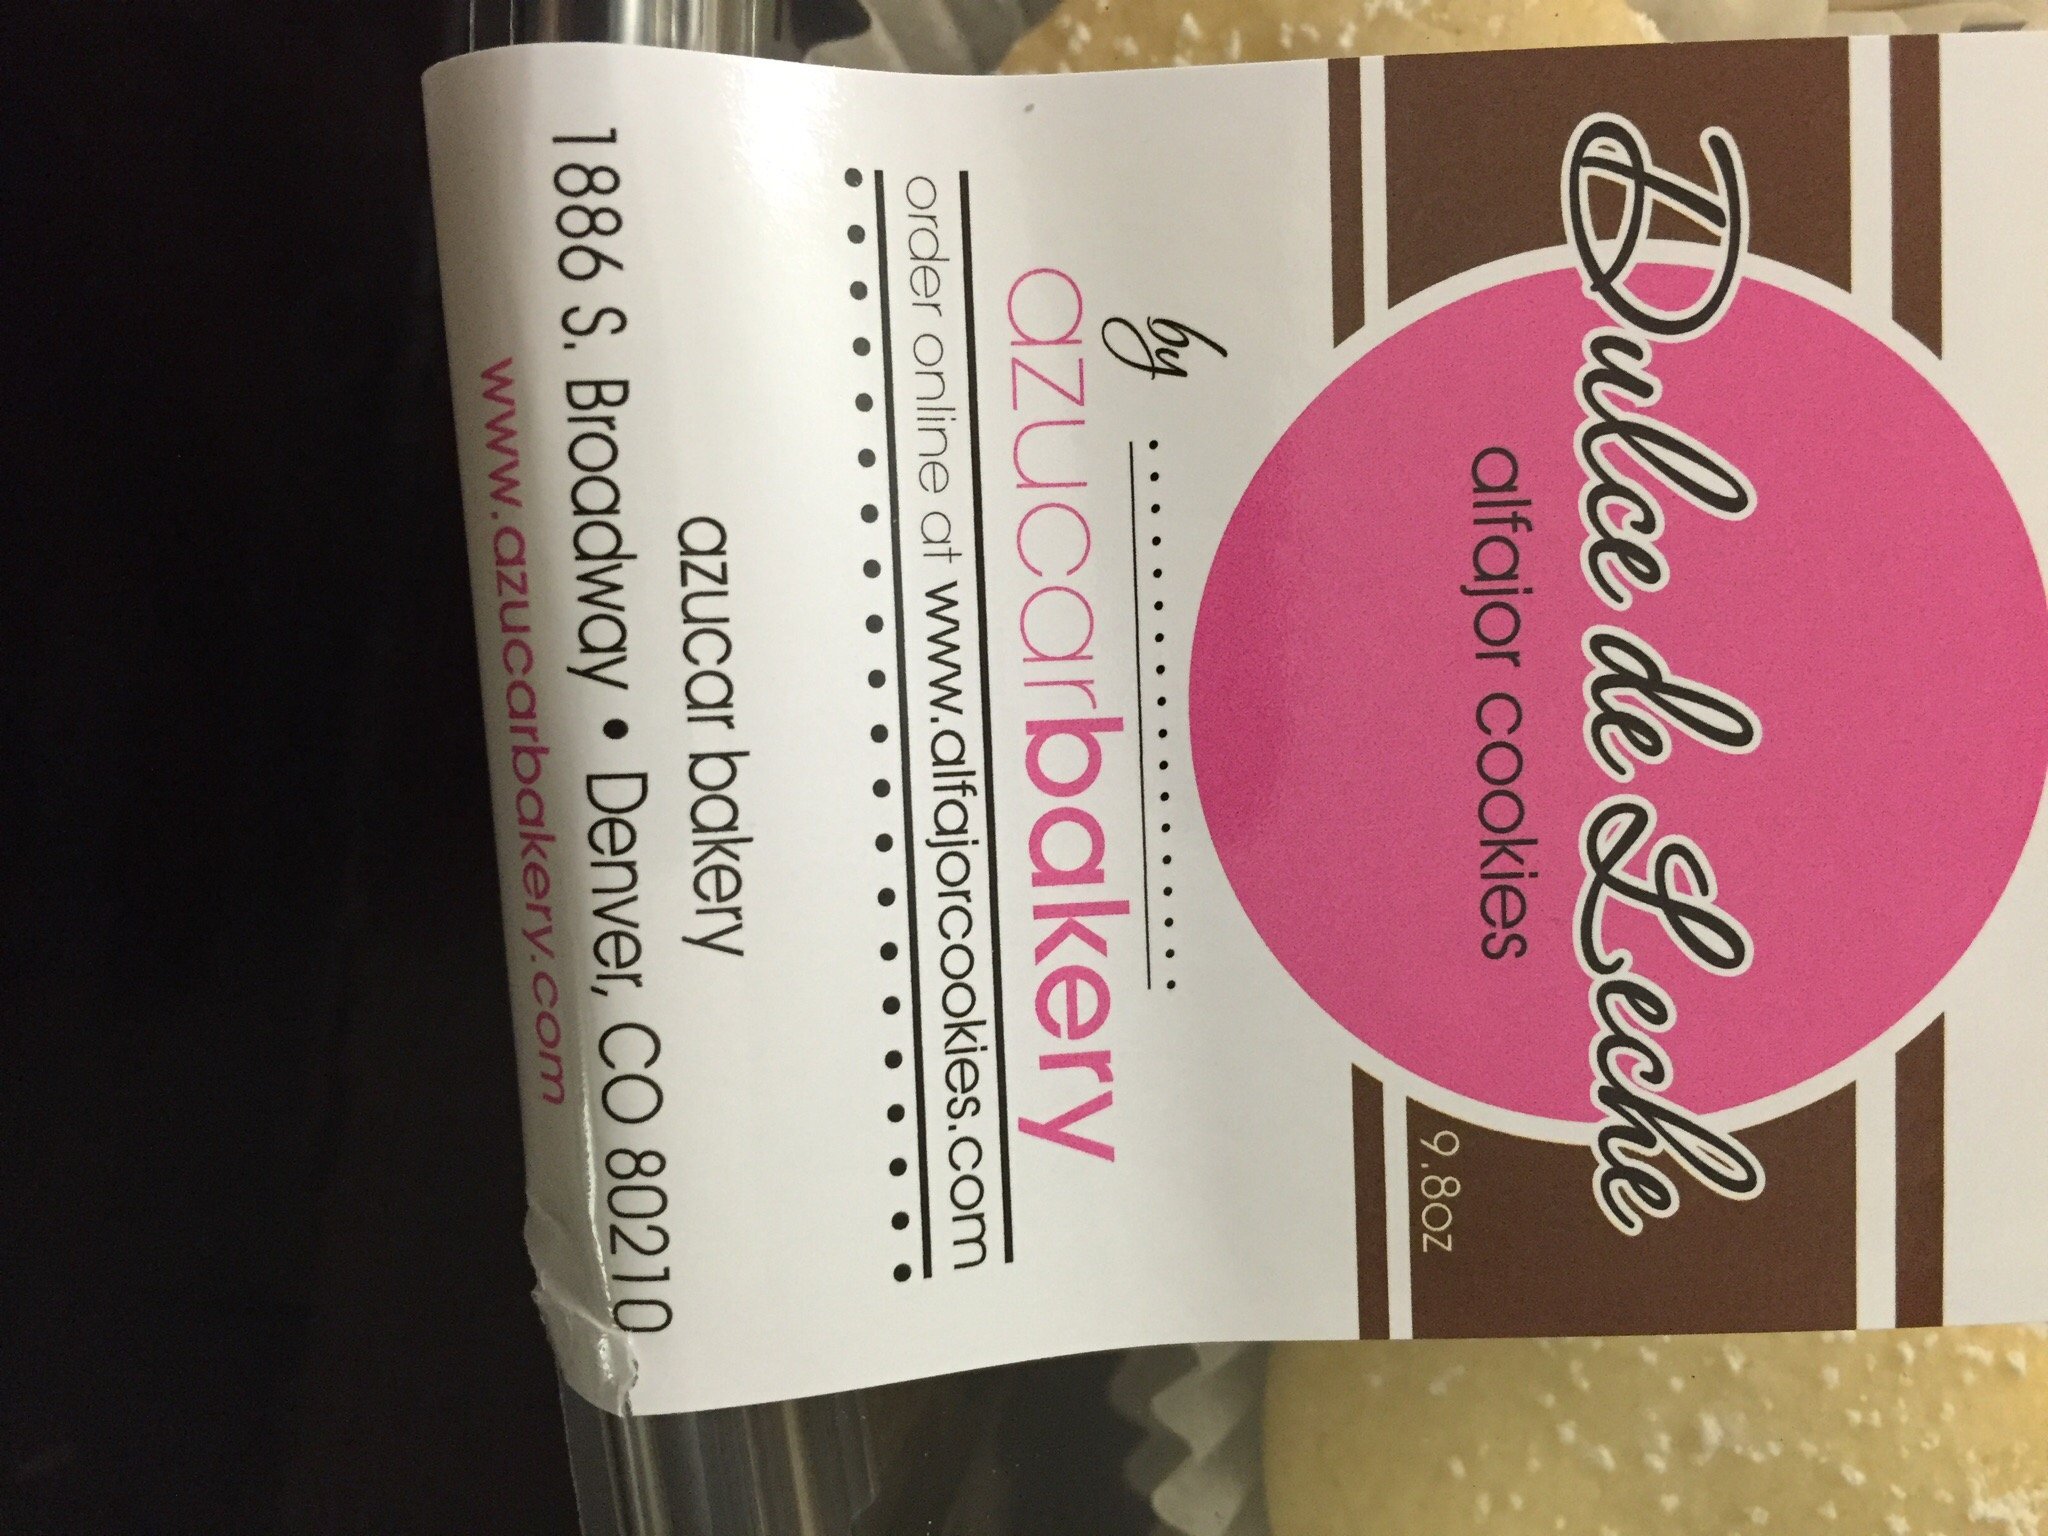 Dulce de Leche
alfajor cookies
9.8oz
by
azucarbakery
order online at www.alfajorcookies.com
azucar bakery
1886 S. Broadway • Denver, CO 80210
www.azucarbakery.com